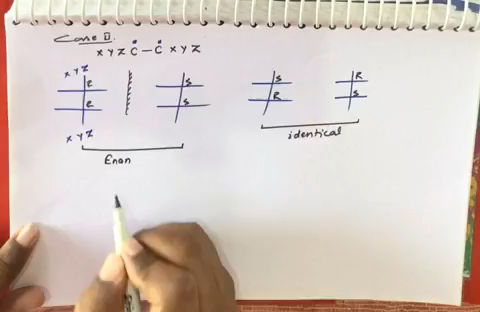 Case II.
x y z Ċ – Ċ x y z
x y z
R S S R
R S R S
x y z
Enan identical